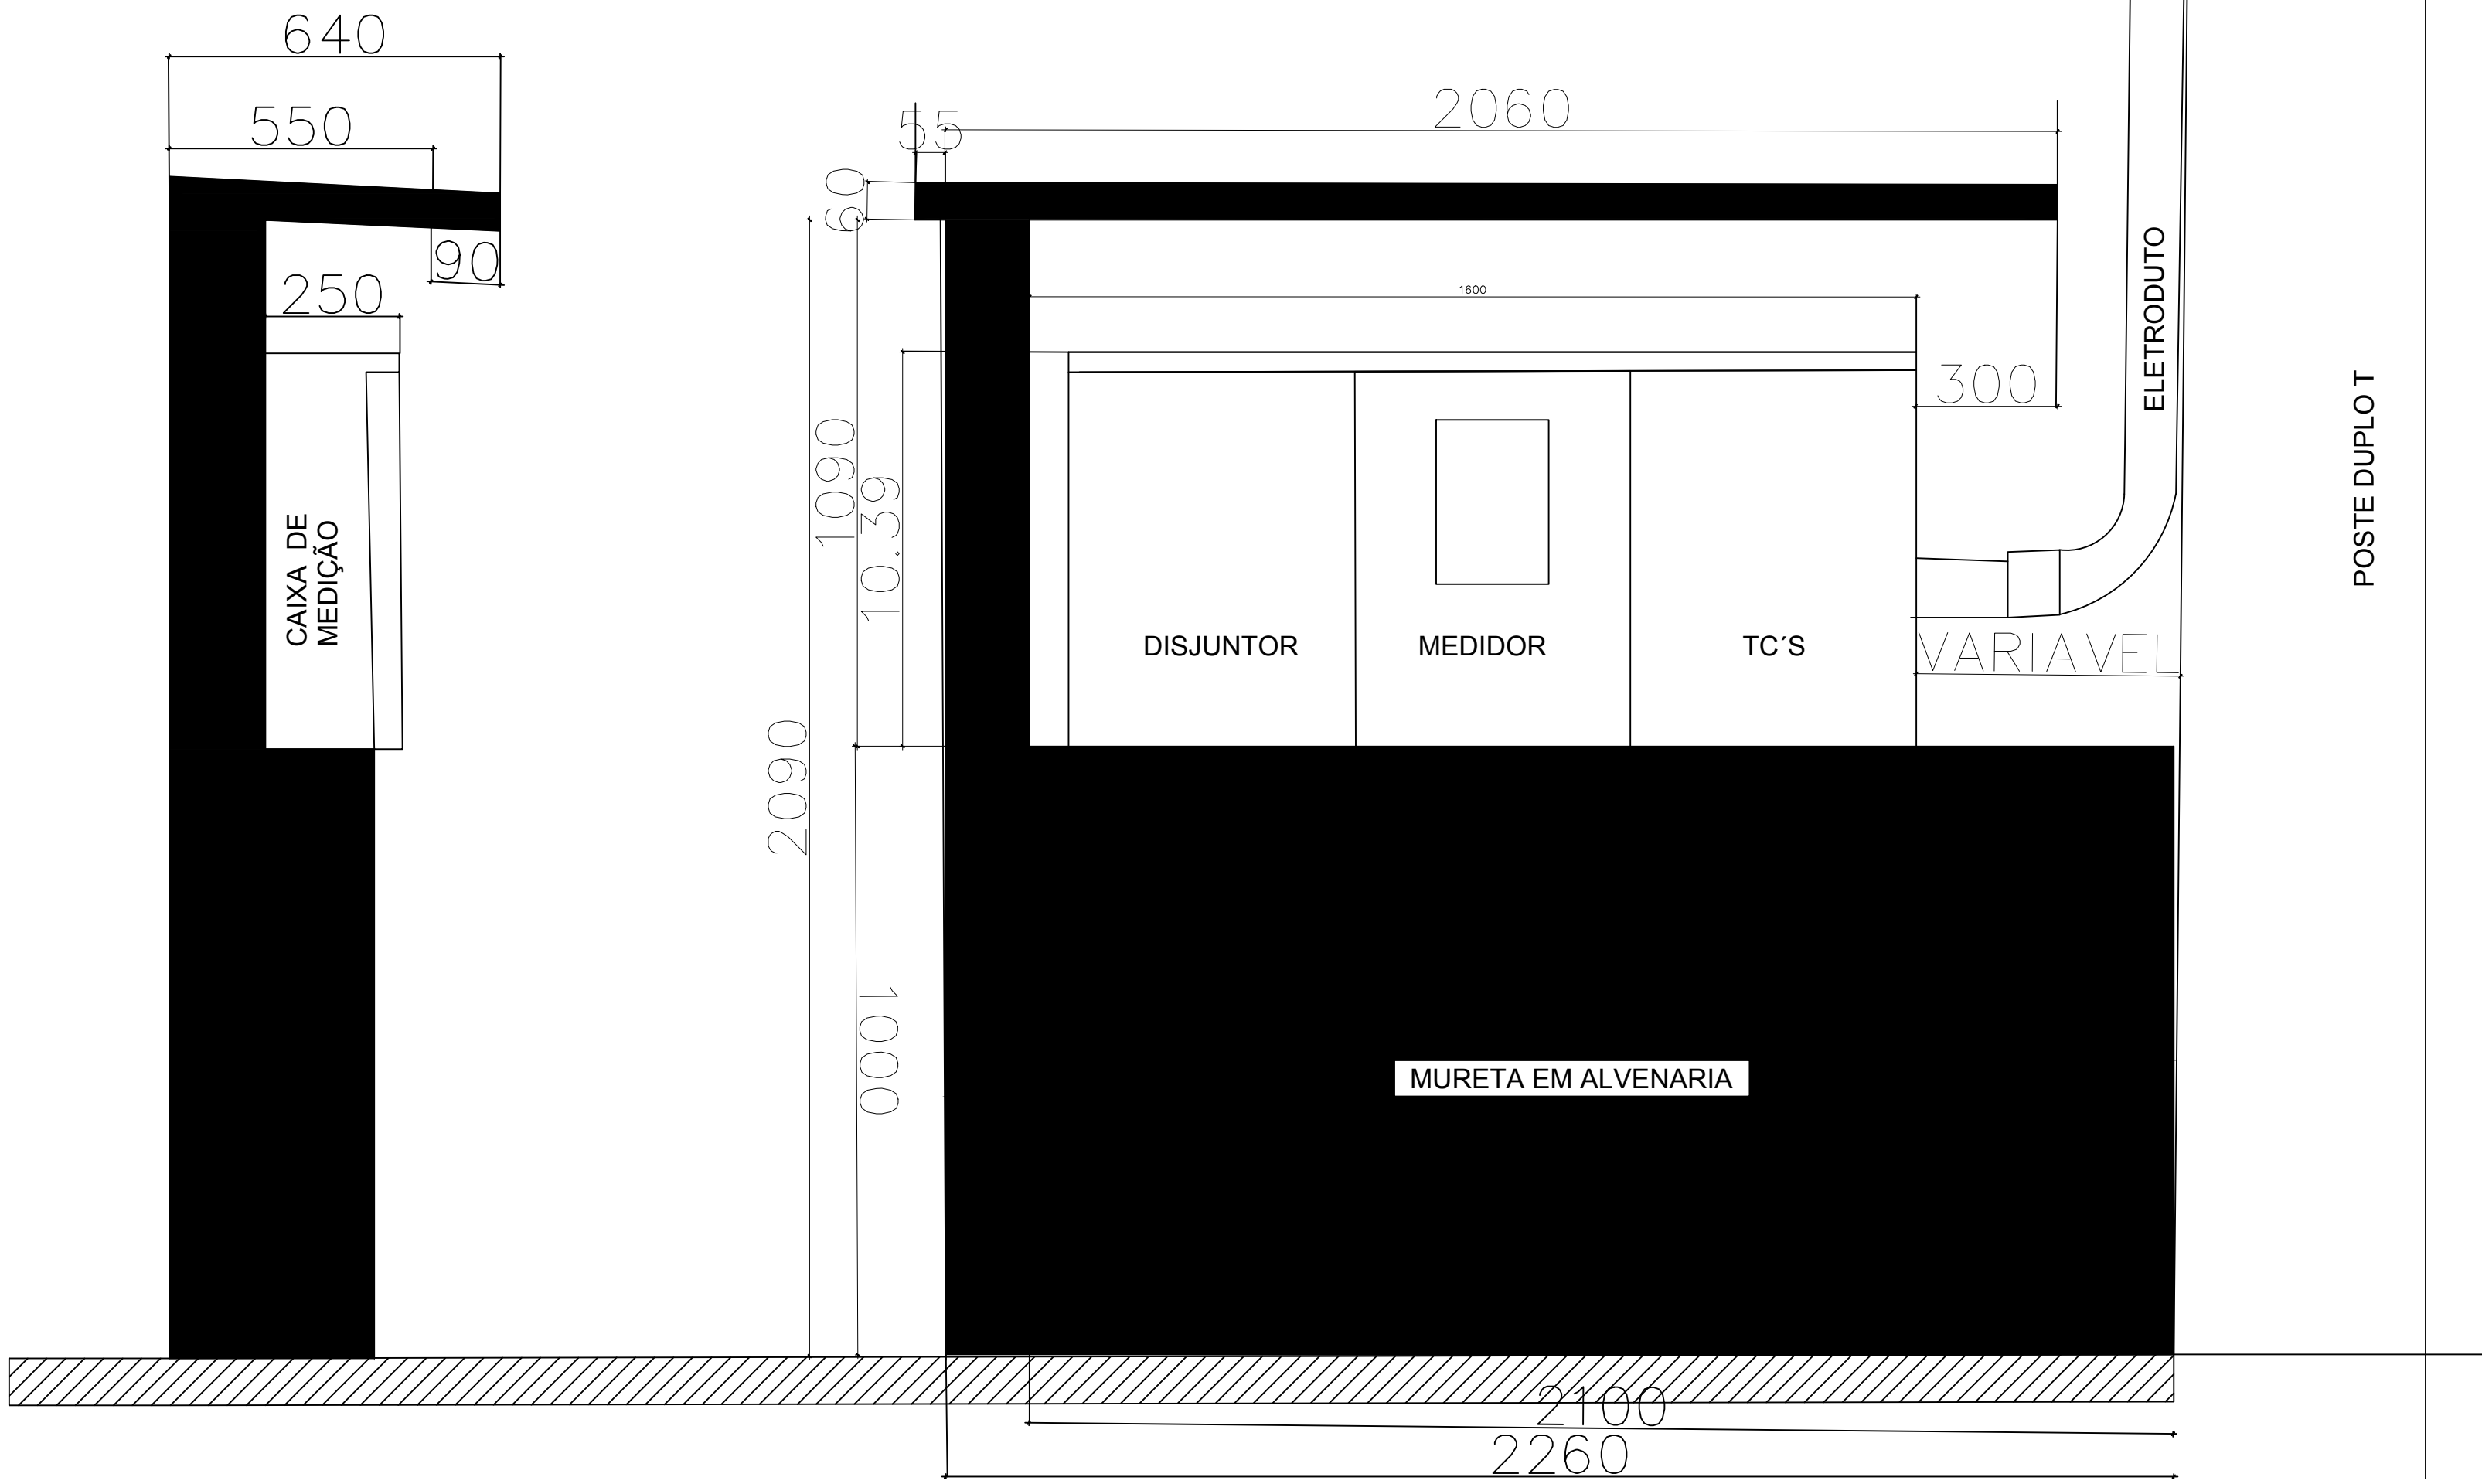 640
550
90
250
CAIXA DE
MEDIÇÃO
55
2060
60
1600
300
1090
10.39
2090
1000
DISJUNTOR
MEDIDOR
TC´S
VARIAVEL
ELETRODUTO
POSTE DUPLO T
MURETA EM ALVENARIA
2100
2260